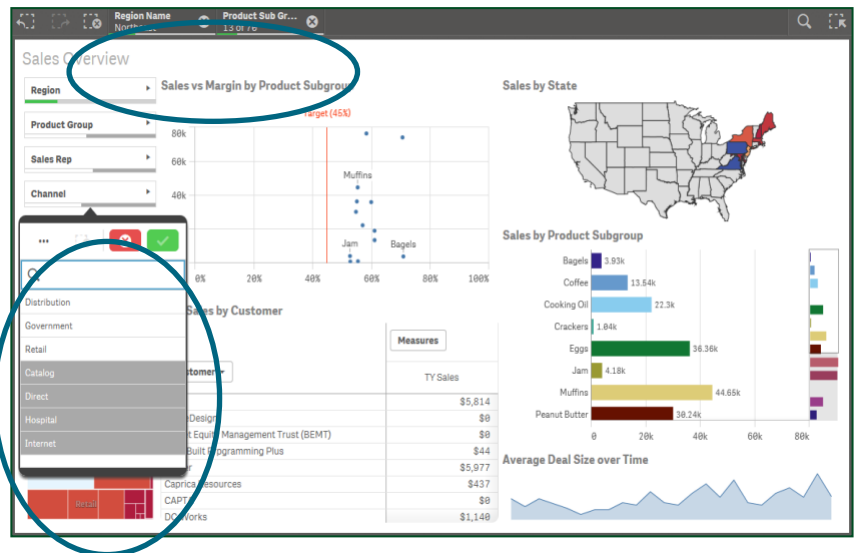 Region Name
Northeast
Product Sub Gr...
13 of 76
Sales Overview
Region
Product Group
Sales Rep
Channel
...
Distribution
Government
Retail
Catalog
Direct
Hospital
Internet
Retail
Sales vs Margin by Product Subgroup
Target (45%)
80k
60k
40k
Muffins
Jam
Bagels
0%
20%
40%
60%
80%
100%
Sales by Customer
Measures
TY Sales
$5,814
$0
Equity Management Trust (BEMT)
$0
Built Programming Plus
$44
$5,977
Caprica Resources
$437
$0
$1,140
Sales by State
Sales by Product Subgroup
Bagels
3.93k
Coffee
13.54k
Cooking Oil
22.3k
Crackers
1.04k
Eggs
36.36k
Jam
4.18k
Muffins
44.65k
Peanut Butter
30.24k
0
20k
40k
60k
80k
Average Deal Size over Time